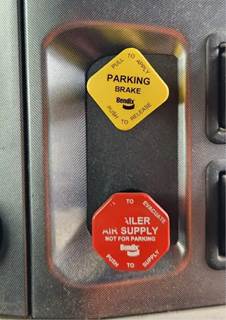 PULL TO APPLY
PARKING
BRAKE
Bendix
PUSH TO RELEASE
TO EVACUATE
AILER
AIR SUPPLY
NOT FOR PARKING
Bendix
PUSH TO SUPPLY